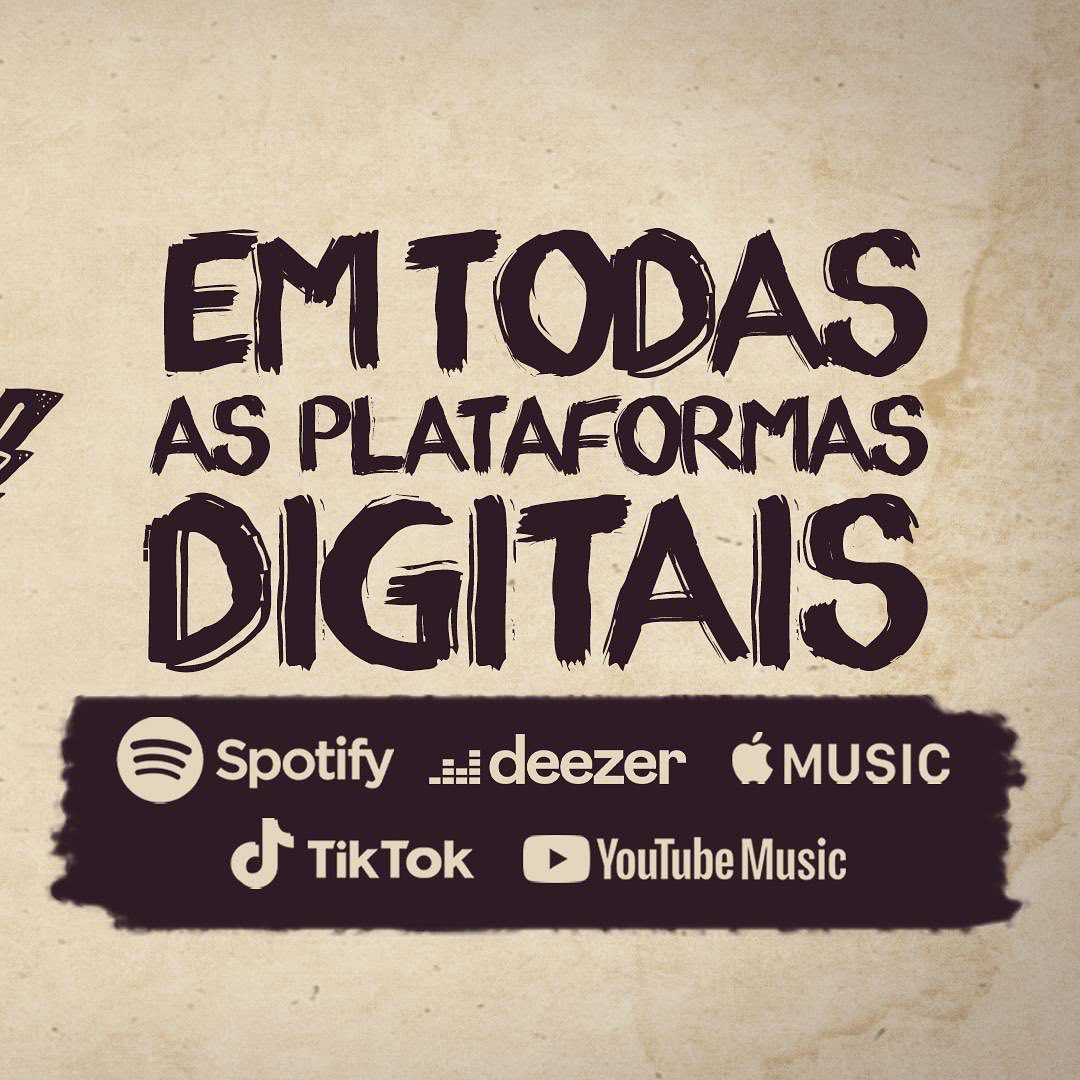 EM TODAS
AS PLATAFORMAS
DIGITAIS
Spotify deezer MUSIC
TikTok YouTube Music